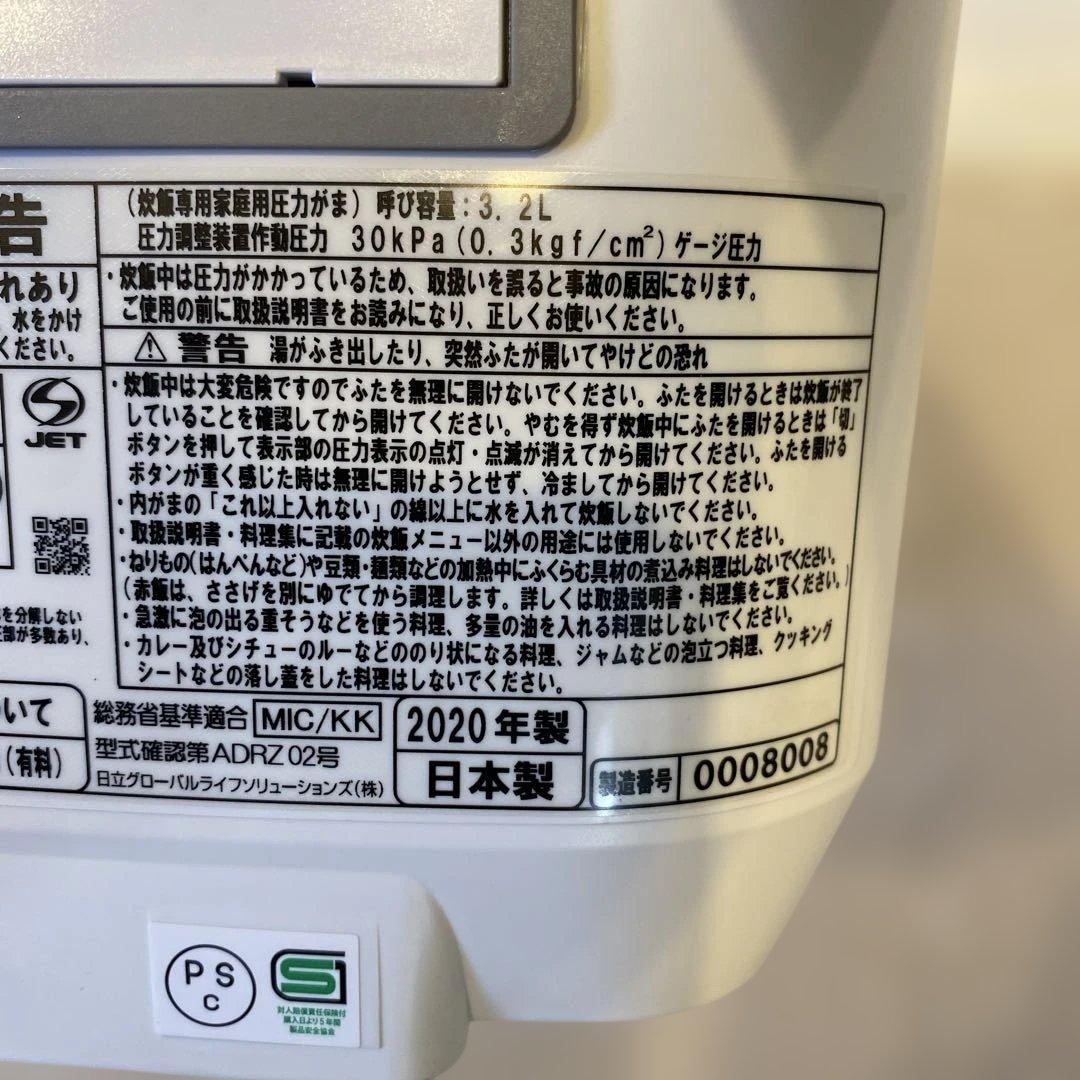 告
れあり
、水をかけ
ください。
JET
を分解しない
部が多数あり、
いて
(有料)
(炊飯専用家庭用圧力がま) 呼び容量:3.2L
圧力調整装置作動圧力 30kPa(0.3kgf/cm²)ゲージ圧力
・炊飯中は圧力がかかっているため、取扱いを誤ると事故の原因になります。
ご使用の前に取扱説明書をお読みになり、正しくお使いください。
⚠ 警告 湯がふき出したり、突然ふたが開いてやけどの恐れ
・炊飯中は大変危険ですのでふたを無理に開けないでください。ふたを開けるときは炊飯が終了
していることを確認してから開けてください。やむを得ず炊飯中にふたを開けるときは「切」
ボタンを押して表示部の圧力表示の点灯・点滅が消えてから開けてください。ふたを開ける
ボタンが重く感じた時は無理に開けようとせず、冷ましてから開けてください。
・内がまの「これ以上入れない」の線以上に水を入れて炊飯しないでください。
・取扱説明書・料理集に記載の炊飯メニュー以外の用途には使用しないでください。
・ねりもの(はんぺんなど)や豆類・麺類などの加熱中にふくらむ具材の煮込み料理はしないでください。
(赤飯は、ささげを別にゆでてから調理します。詳しくは取扱説明書・料理集をご覧ください。)
・急激に泡の出る重そうなどを使う料理、多量の油を入れる料理はしないでください。
・カレー及びシチューのルーなどののり状になる料理、ジャムなどの泡立つ料理、クッキング
シートなどの落し蓋をした料理はしないでください。
総務省基準適合 MIC/KK
型式確認第ADRZ02号
日立グローバルライフソリューションズ(株)
2020年製
日本製
製造番号 0008008
PS
C
SG
対人賠償責任保険付
購入日より5年間
製品安全協会